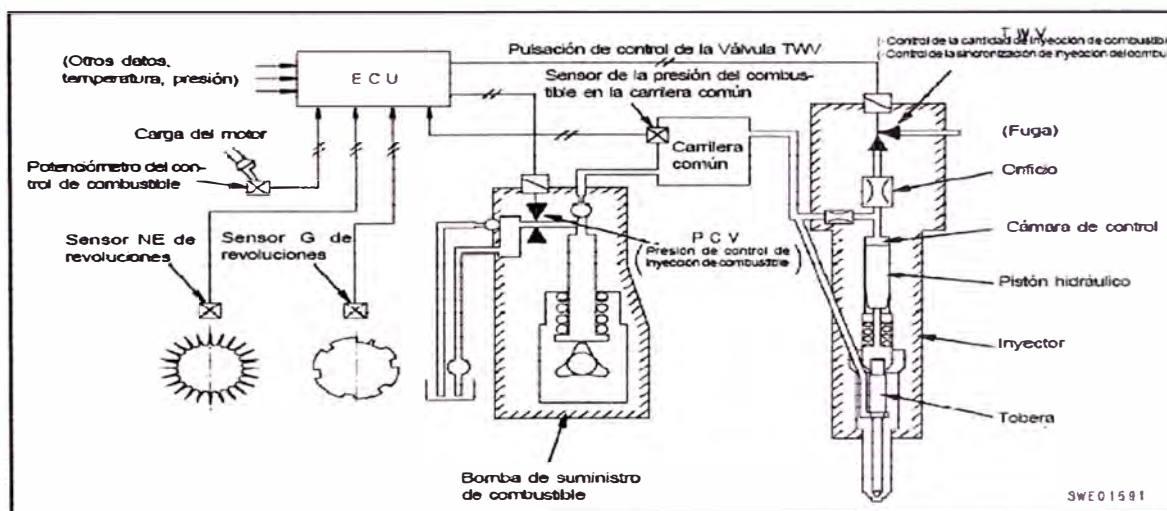 (Otros datos,
temperatura, presión)
ECU
Pulsación de control de la Válvula TWV
Sensor de la presión del combus-
tible en la carrilera común
TWV
(·Control de la cantidad de inyección de combustible
·Control de la sincronización de inyección del combus
Carga del motor
Potenciómetro del con-
trol de combustible
Carrilera
común
(Fuga)
Orificio
Cámara de control
Sensor NE de
revoluciones
Sensor G de
revoluciones
PCV
(Presión de control de
inyección de combustible)
Pistón hidráulico
Inyector
Tobera
Bomba de suministro
de combustible
SWE01591